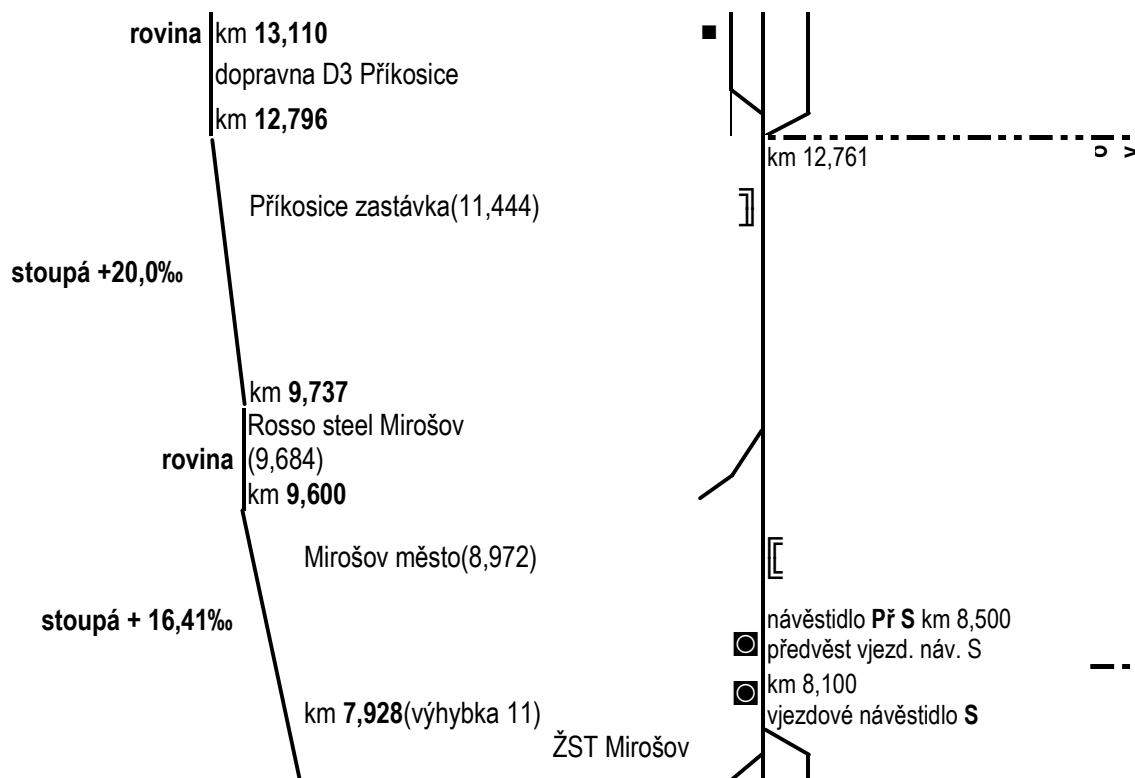 rovina km 13,110
dopravna D3 Příkosice
km 12,796
km 12,761
Příkosice zastávka(11,444)
stoupá +20,0‰
km 9,737
Rosso steel Mirošov
rovina (9,684)
km 9,600
Mirošov město(8,972)
stoupá + 16,41‰
návěstidlo Př S km 8,500
předvěst vjezd. náv. S
km 8,100
vjezdové návěstidlo S
km 7,928(výhybka 11)
ŽST Mirošov